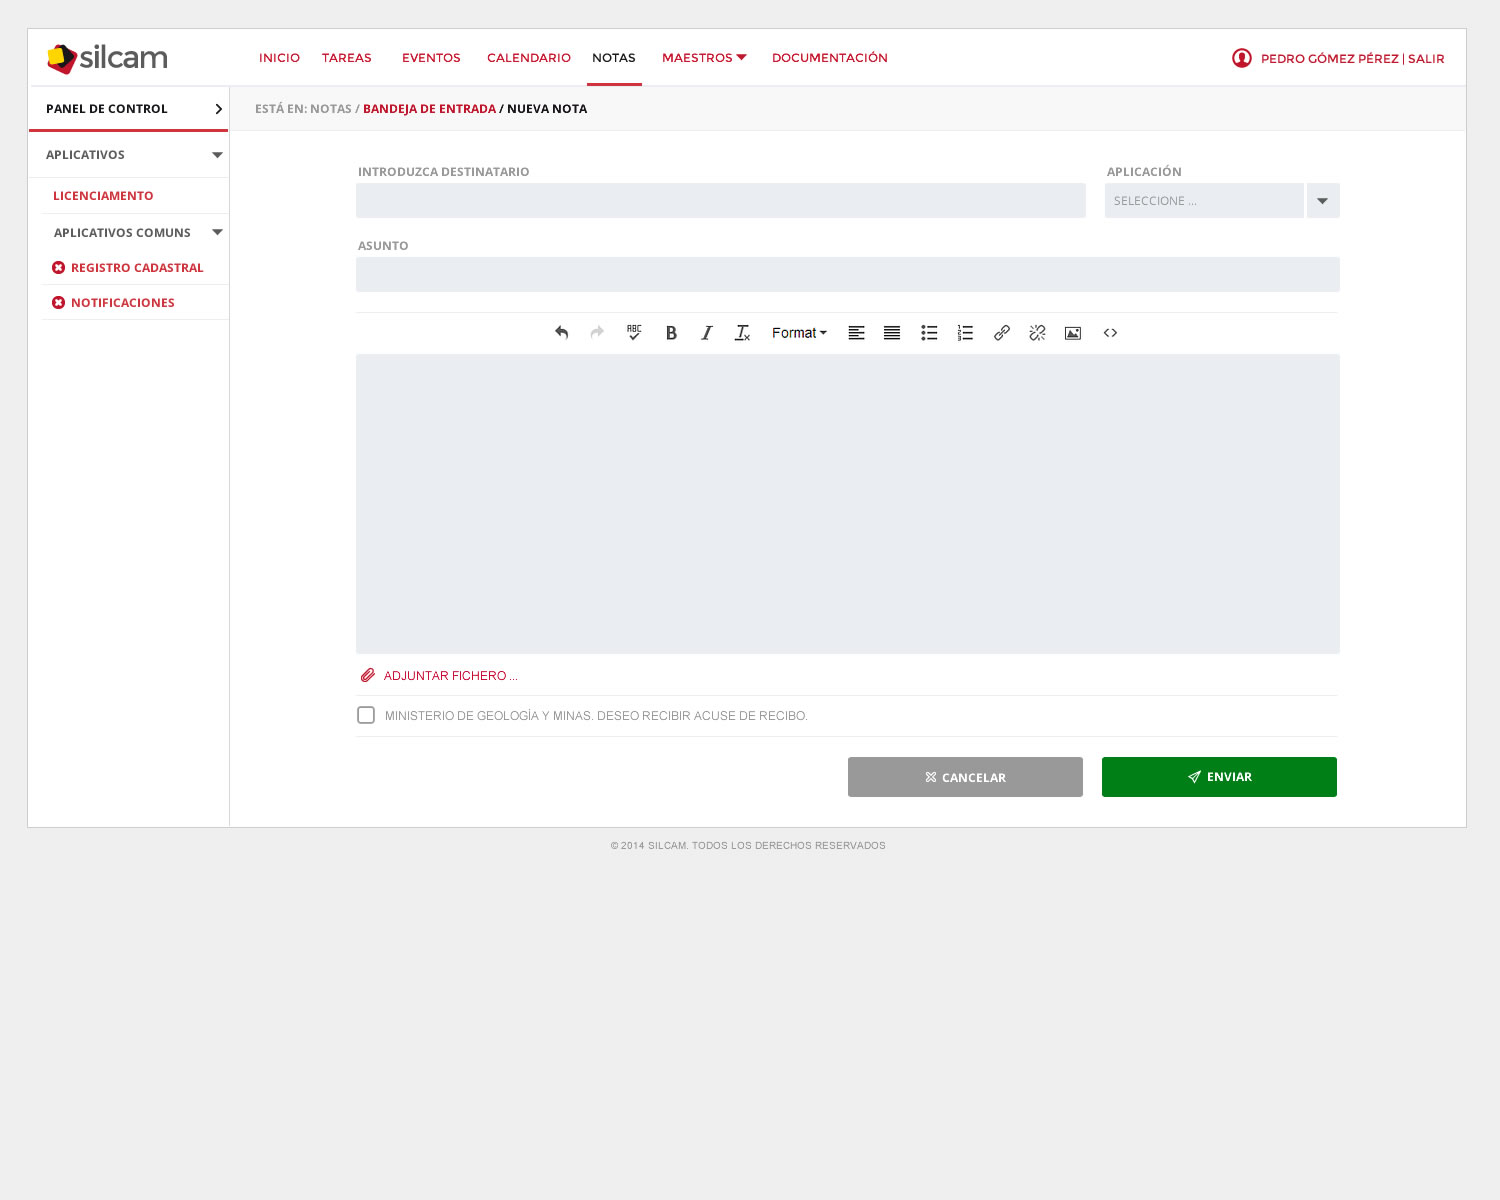 silcam
INICIO TAREAS EVENTOS CALENDARIO NOTAS MAESTROS DOCUMENTACIÓN
PEDRO GÓMEZ PÉREZ | SALIR
PANEL DE CONTROL
ESTÁ EN: NOTAS / BANDEJA DE ENTRADA / NUEVA NOTA
APLICATIVOS
LICENCIAMENTO
APLICATIVOS COMUNS
REGISTRO CADASTRAL
NOTIFICACIONES
INTRODUZCA DESTINATARIO
APLICACIÓN
SELECCIONE ...
ASUNTO
ABC B I Tx Format
ADJUNTAR FICHERO ...
MINISTERIO DE GEOLOGÍA Y MINAS. DESEO RECIBIR ACUSE DE RECIBO.
CANCELAR
ENVIAR
© 2014 SILCAM. TODOS LOS DERECHOS RESERVADOS